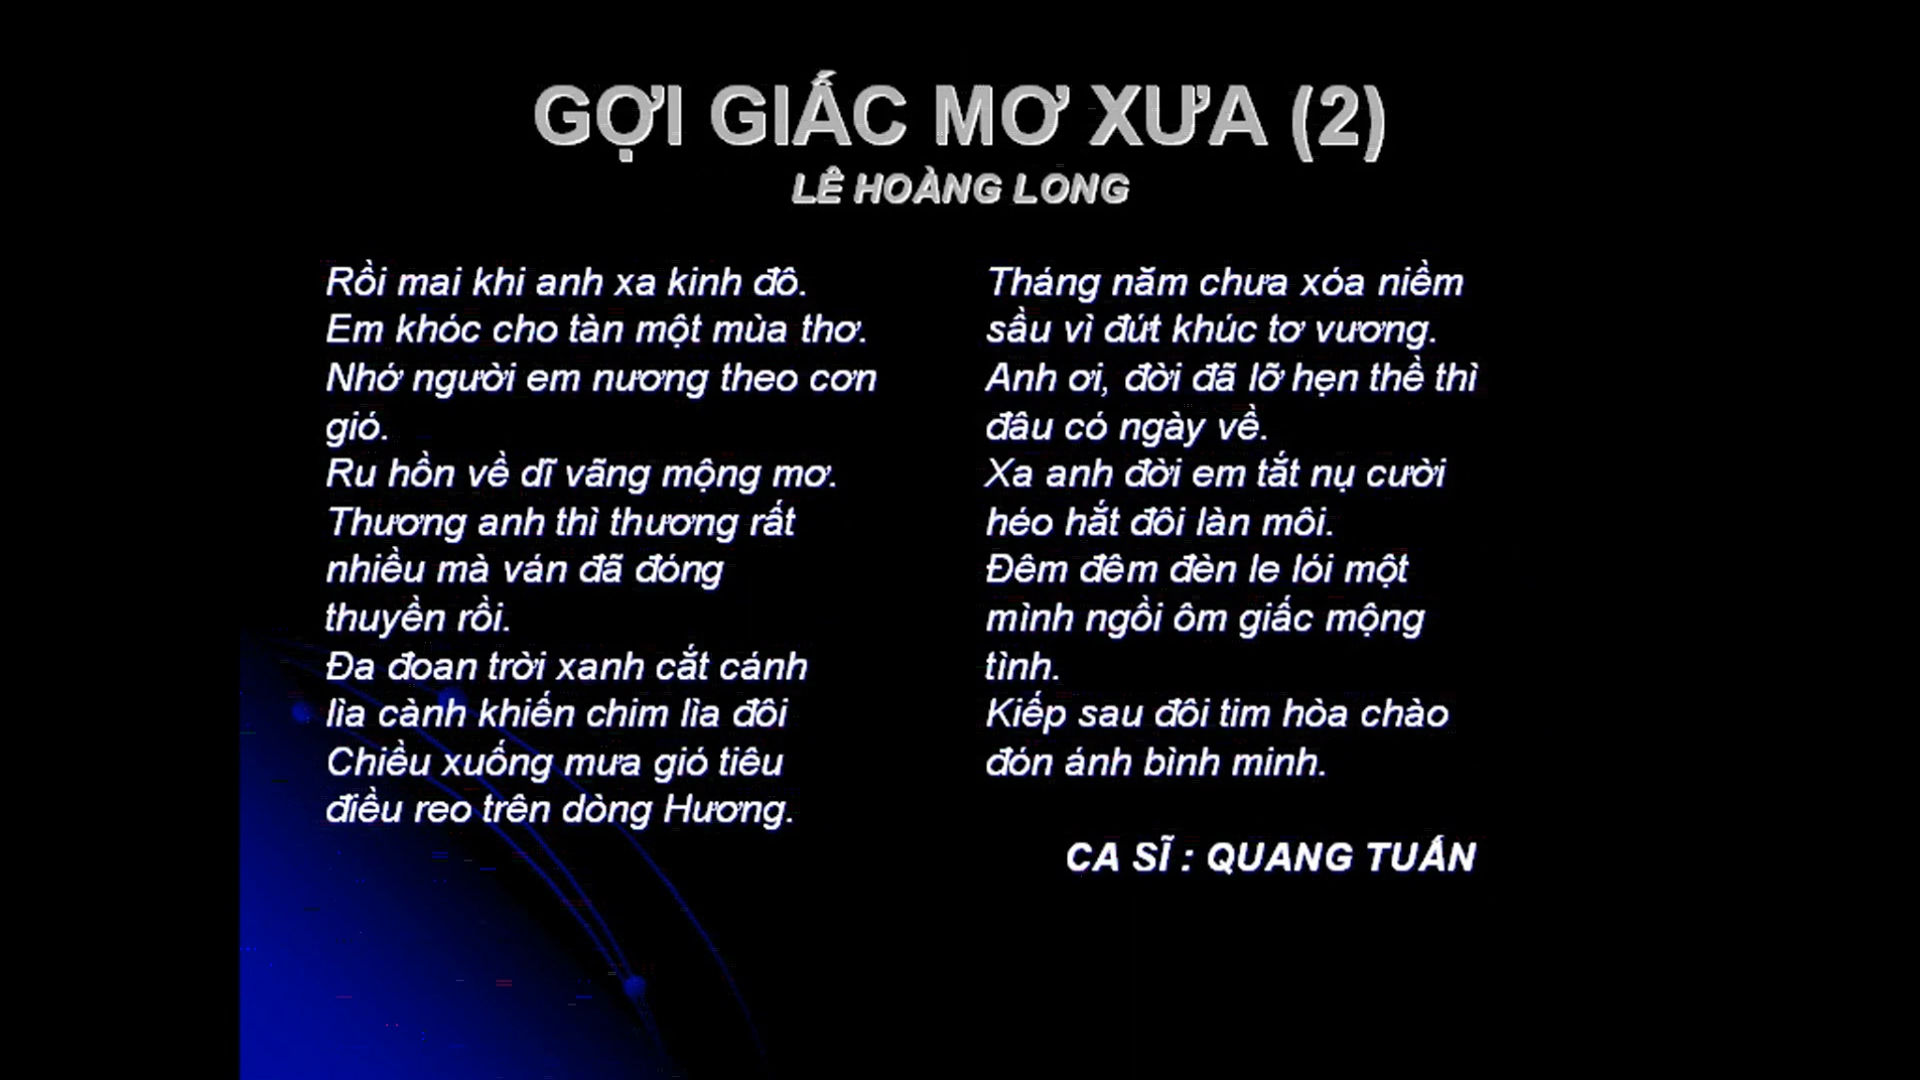 GỢI GIẤC MƠ XƯA (2)
LÊ HOÀNG LONG
Rồi mai khi anh xa kinh đô.
Em khóc cho tàn một mùa thơ.
Nhớ người em nương theo cơn
gió.
Ru hồn về dĩ vãng mộng mơ.
Thương anh thì thương rất
nhiều mà ván đã đóng
thuyền rồi.
Đa đoan trời xanh cắt cánh
lìa cành khiến chim lìa đôi
Chiều xuống mưa gió tiêu
điều reo trên dòng Hương.
Tháng năm chưa xóa niềm
sầu vì đứt khúc tơ vương.
Anh ơi, đời đã lỡ hẹn thề thì
đâu có ngày về.
Xa anh đời em tắt nụ cười
héo hắt đôi làn môi.
Đêm đêm đèn le lói một
mình ngồi ôm giấc mộng
tình.
Kiếp sau đôi tim hòa chào
đón ánh bình minh.
CA SĨ : QUANG TUẤN